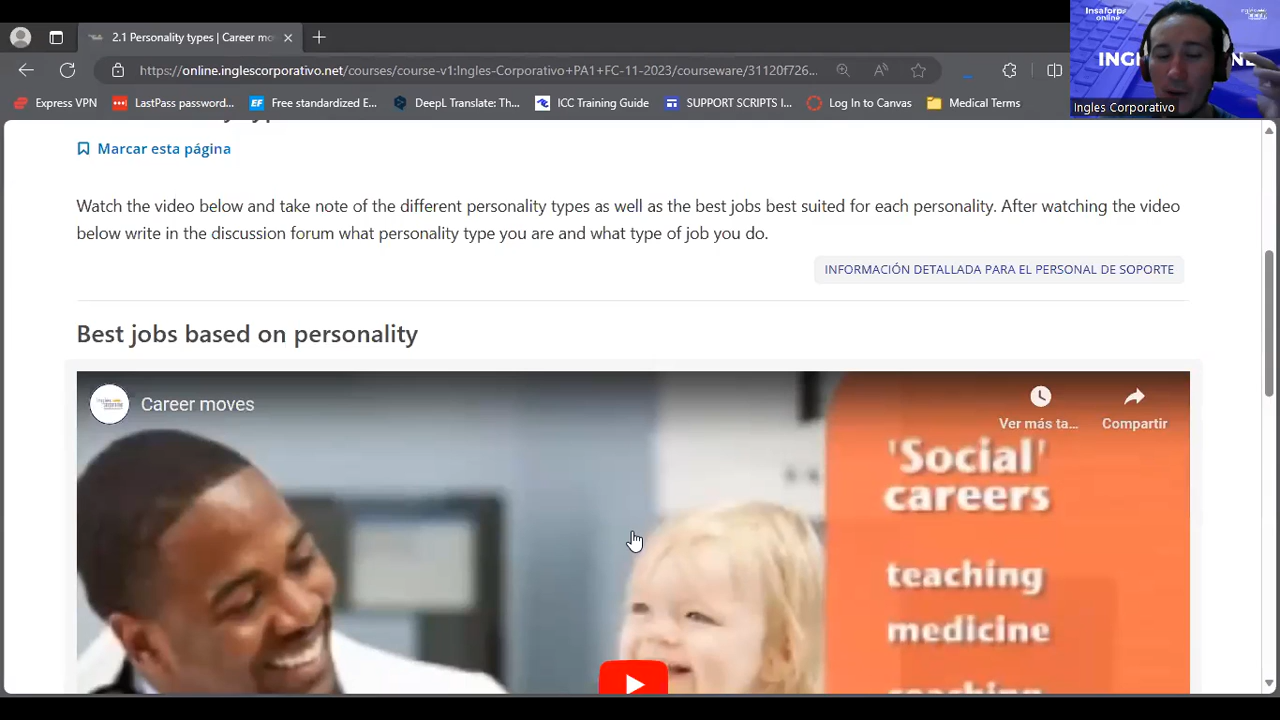 2.1 Personality types | Career mo
https://online.inglescorporativo.net/courses/course-v1:Ingles-Corporativo+PA1+FC-11-2023/courseware/31120f726...
Insaforp online
INGL NE
Ingles Corporativo
Express VPN LastPass password... Free standardized E... DeepL Translate: Th... ICC Training Guide SUPPORT SCRIPTS I... Log In to Canvas Medical Terms
Marcar esta página
Watch the video below and take note of the different personality types as well as the best jobs best suited for each personality. After watching the video
below write in the discussion forum what personality type you are and what type of job you do.
INFORMACIÓN DETALLADA PARA EL PERSONAL DE SOPORTE
Best jobs based on personality
Career moves
Ver más ta...
Compartir
'Social'
careers
teaching
medicine